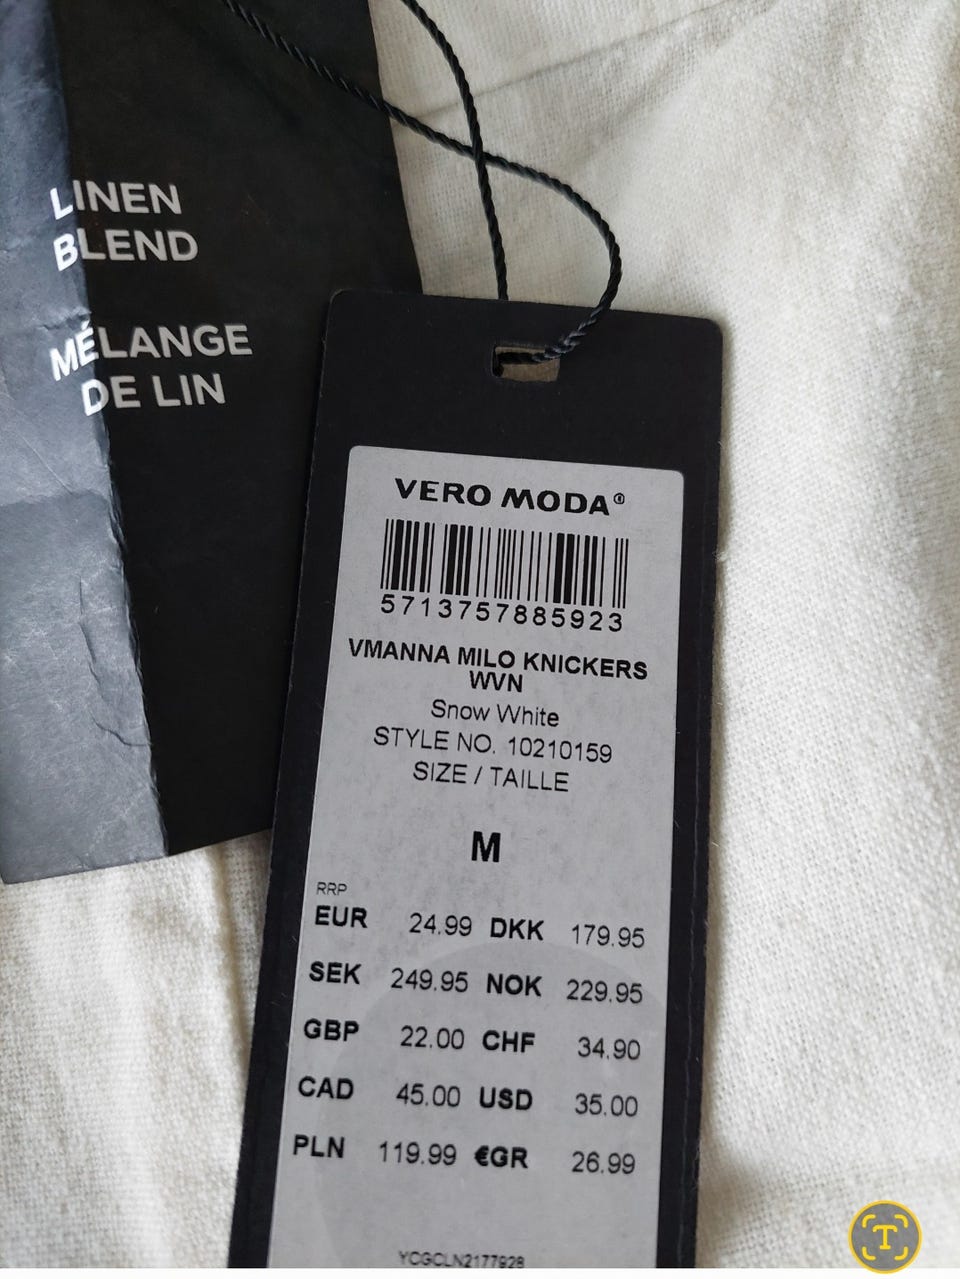 LINEN
BLEND
MÉLANGE
DE LIN
VERO MODA®
5713757885923
VMANNA MILO KNICKERS
WVN
Snow White
STYLE NO. 10210159
SIZE / TAILLE
M
RRP
EUR 24.99 DKK 179.95
SEK 249.95 NOK 229.95
GBP 22.00 CHF 34.90
CAD 45.00 USD 35.00
PLN 119.99 €GR 26.99
YCGCLN2177928
T